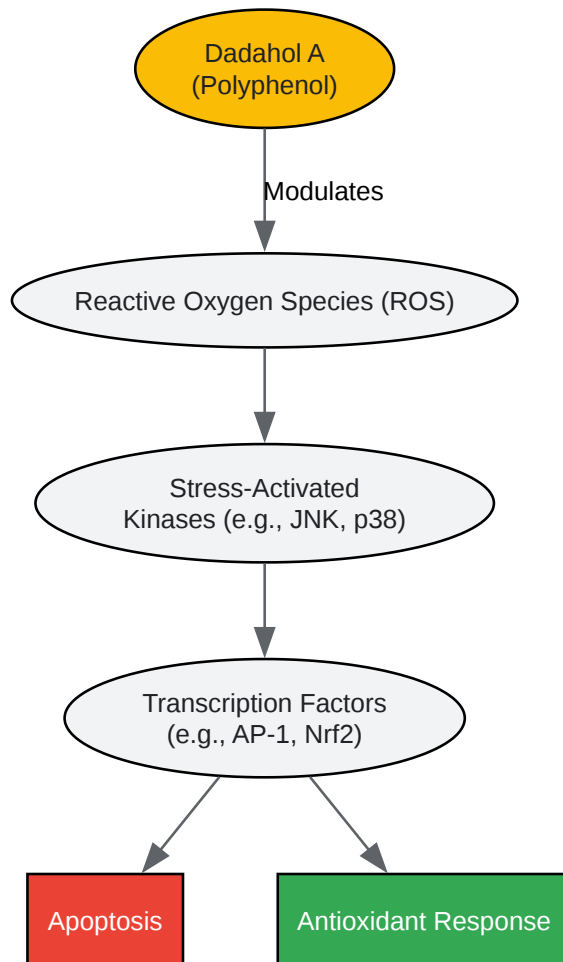 Dadahol A
(Polyphenol)
Modulates
Reactive Oxygen Species (ROS)
Stress-Activated
Kinases (e.g., JNK, p38)
Transcription Factors
(e.g., AP-1, Nrf2)
Apoptosis
Antioxidant Response